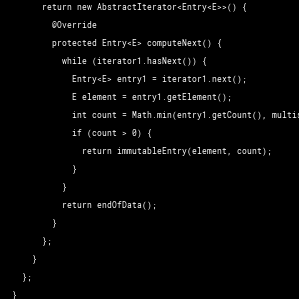 return new AbstractIterator<Entry<E>>() {
@Override
protected Entry<E> computeNext() {
while (iterator1.hasNext()) {
Entry<E> entry1 = iterator1.next();
E element = entry1.getElement();
int count = Math.min(entry1.getCount(), multis
if (count > 0) {
return immutableEntry(element, count);
}
}
return endOfData();
}
};
}
};
}